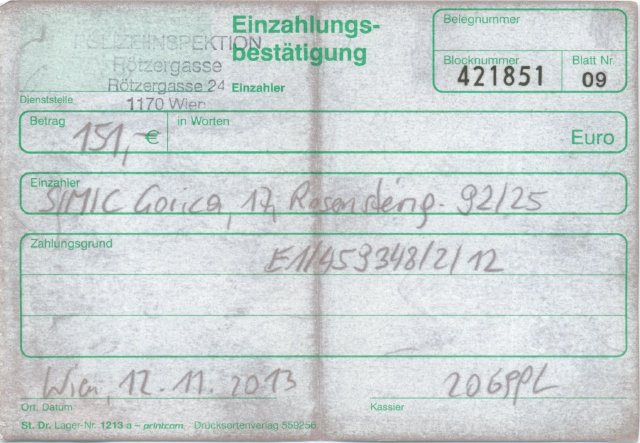 Einzahlungs-
bestätigung
Einzahler
Belegnummer
Blocknummer
421851
Blatt Nr.
09
Rötzergasse
Rötzergasse 24
1170 Wien
Dienststelle
Betrag 151,- €
in Worten
Euro
Einzahler
SIMIC Gorica, 17, 92/25
Zahlungsgrund
E1/459348/2/12
Wien, 12.11.2013
Ort, Datum
Kassier
St. Dr. Lager-Nr. 1213 a – printcom. Drucksortenverlag 559256